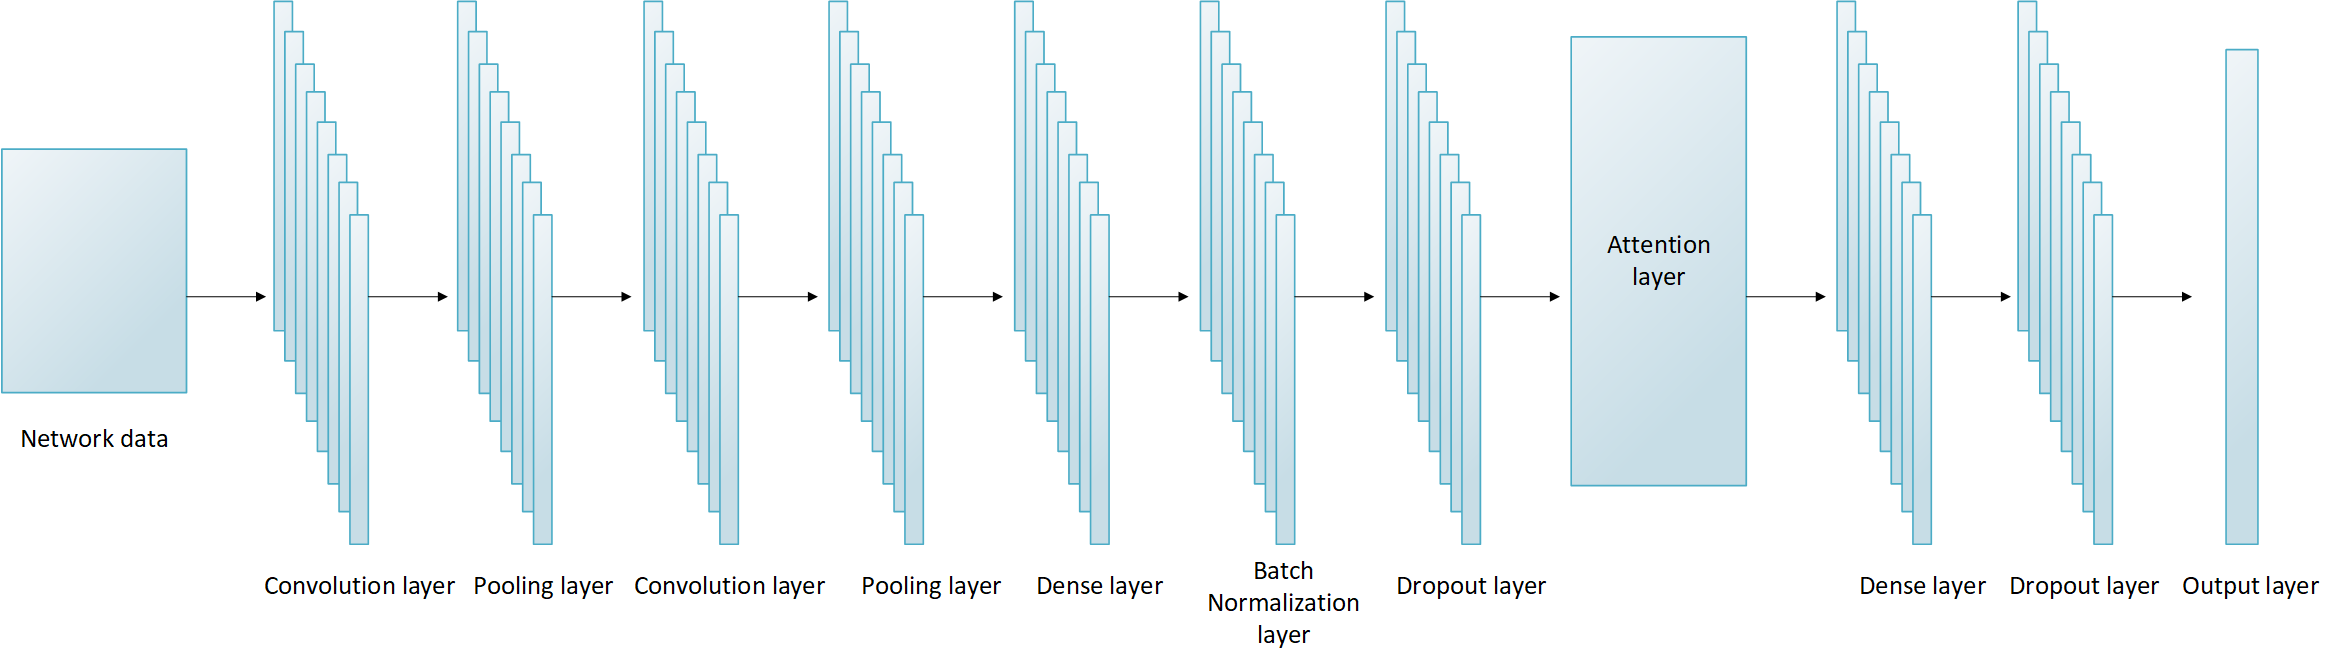 Network data
Convolution layer
Pooling layer
Convolution layer
Pooling layer
Dense layer
Batch
Normalization
layer
Dropout layer
Attention
layer
Dense layer
Dropout layer
Output layer